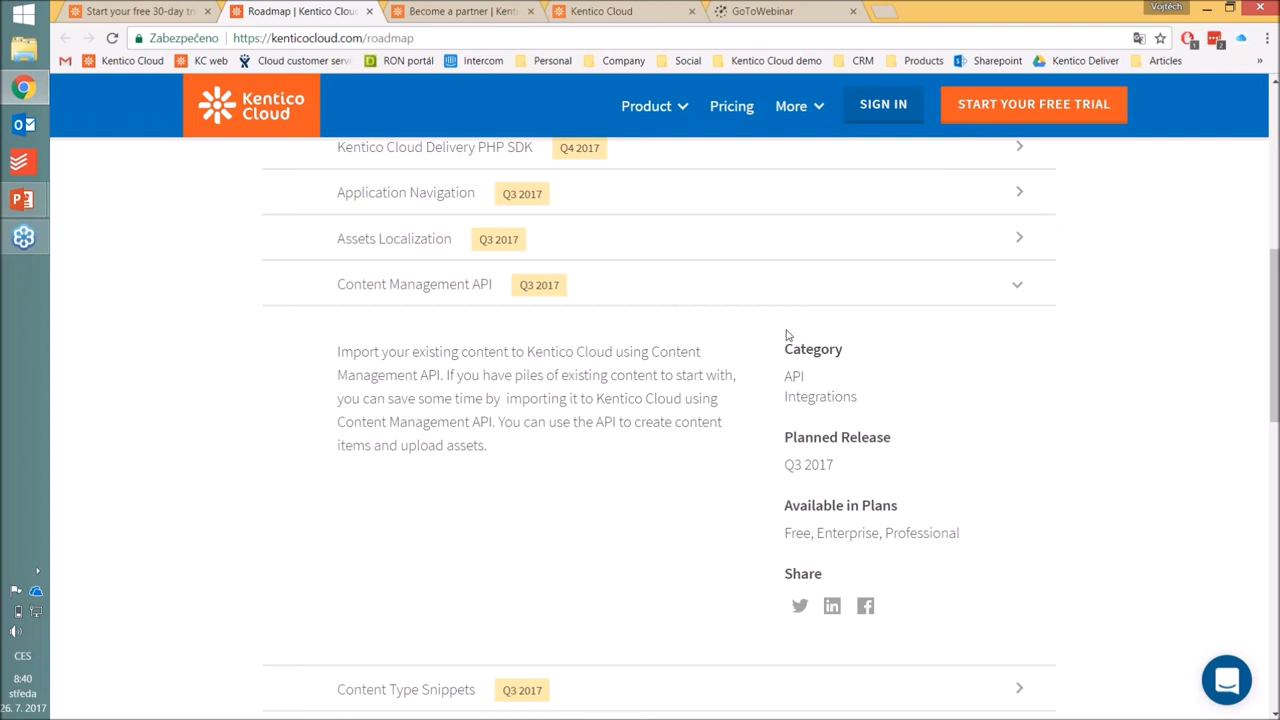 Start your free 30-day tri
Roadmap | Kentico Clou
Become a partner | Kenti
Kentico Cloud
GoToWebinar
Vojtěch
Zabezpečeno
https://kenticocloud.com/roadmap
1
2
Kentico Cloud
KC web
Cloud customer servi
RON portál
Intercom
Personal
Company
Social
Kentico Cloud demo
CRM
Products
Sharepoint
Kentico Deliver
Articles
»
Kentico
Cloud
Product
Pricing
More
SIGN IN
START YOUR FREE TRIAL
Kentico Cloud Delivery PHP SDK Q4 2017
Application Navigation Q3 2017
Assets Localization Q3 2017
Content Management API Q3 2017
Import your existing content to Kentico Cloud using Content
Management API. If you have piles of existing content to start with,
you can save some time by importing it to Kentico Cloud using
Content Management API. You can use the API to create content
items and upload assets.
Category
API
Integrations
Planned Release
Q3 2017
Available in Plans
Free, Enterprise, Professional
Share
Content Type Snippets Q3 2017
CES
8:40
středa
26. 7. 2017